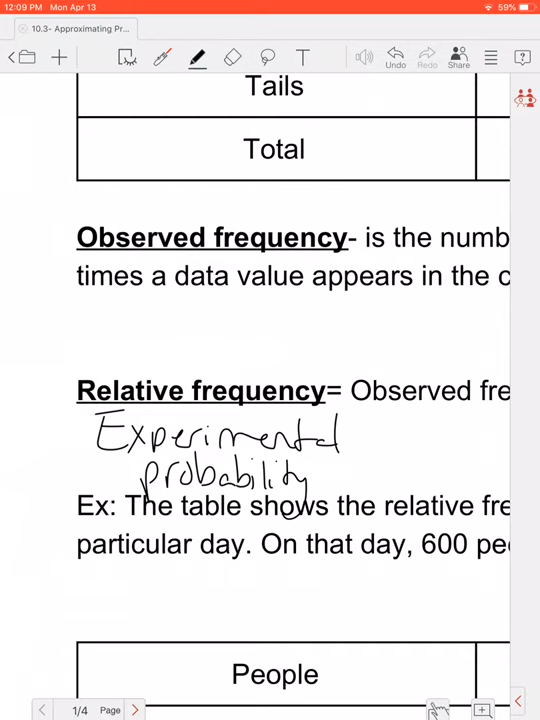 12:09 PM Mon Apr 13
59%
10.3- Approximating Pr...
T
Undo
Redo
Share
?
Tails
Total
Observed frequency- is the numb
times a data value appears in the c
Relative frequency= Observed fre
Experimental
probability
Ex: The table shows the relative fre
particular day. On that day, 600 pe
People
1/4 Page